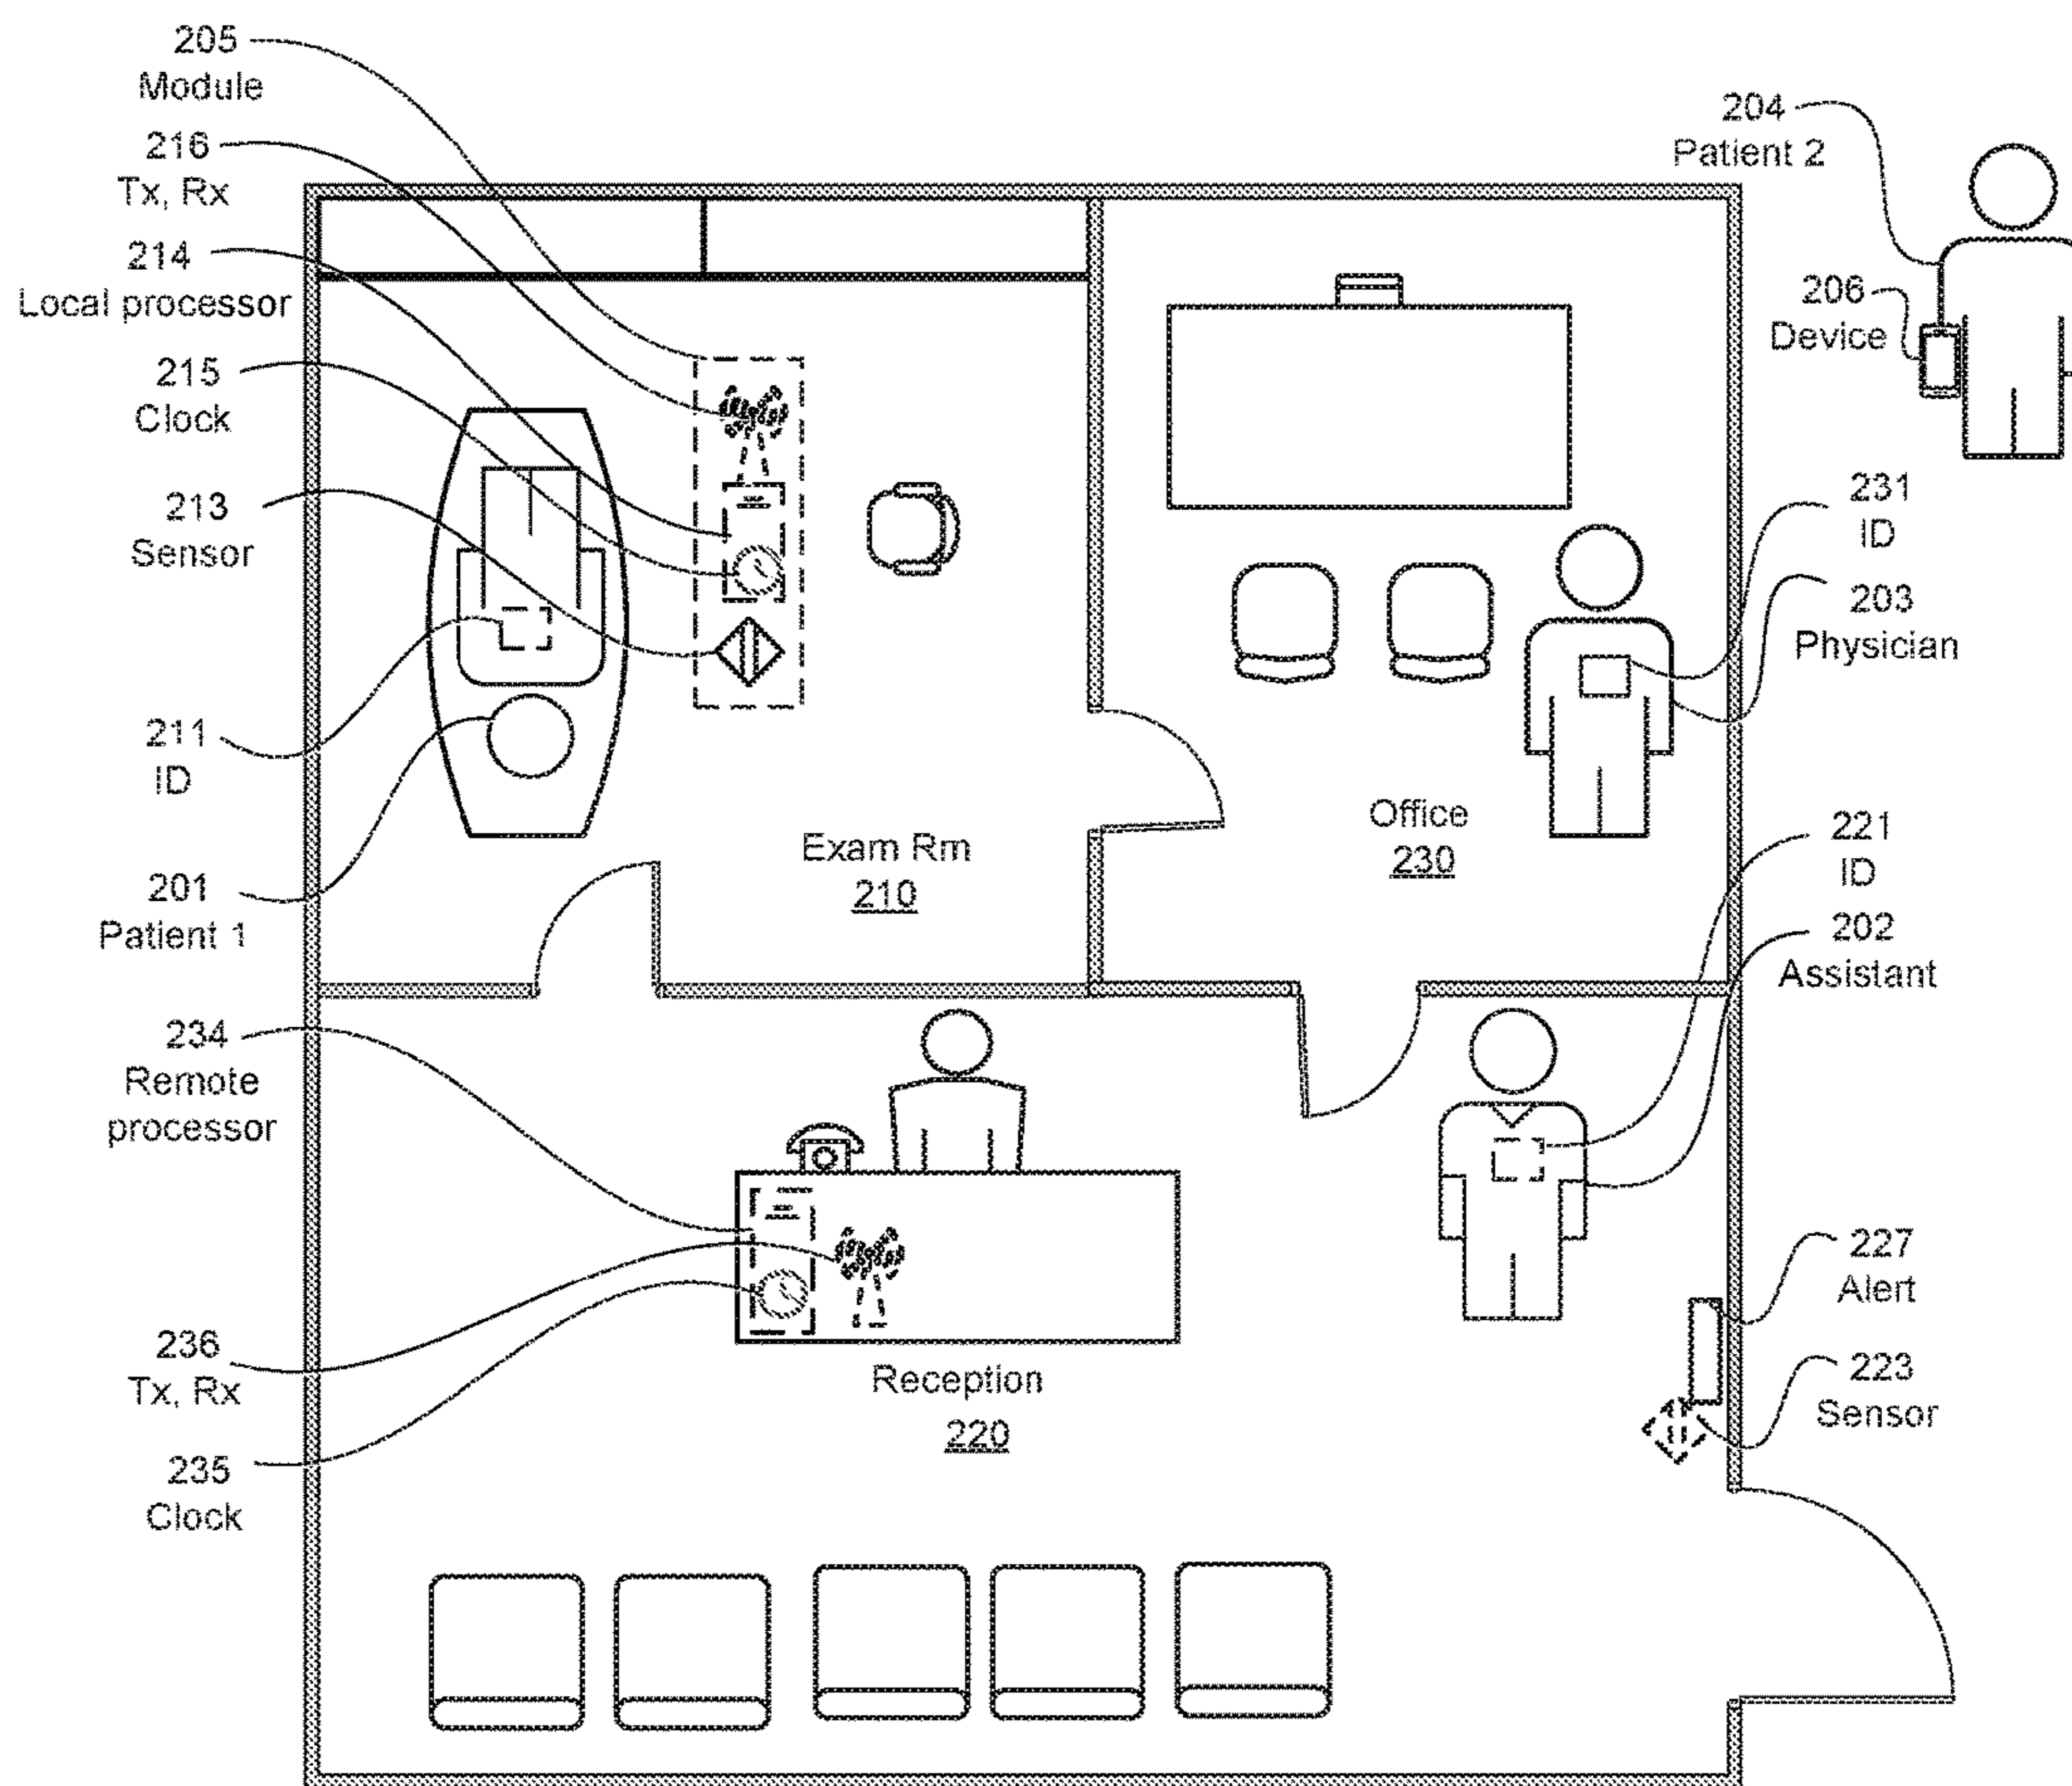 205
Module
216
Tx, Rx
214
Local processor
215
Clock
213
Sensor
211
ID
201
Patient 1
234
Remote
processor
236
Tx, Rx
235
Clock
Exam Rm
210
Office
230
Reception
220
204
Patient 2
206
Device
231
ID
203
Physician
221
ID
202
Assistant
227
Alert
223
Sensor